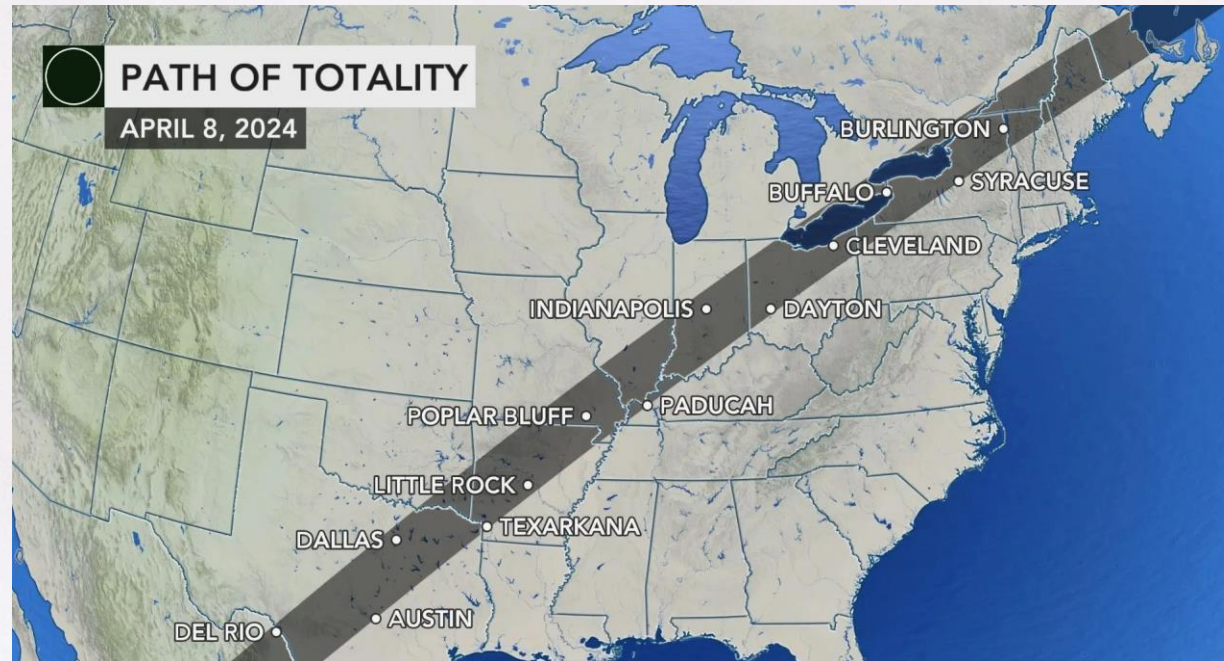 PATH OF TOTALITY
APRIL 8, 2024
BURLINGTON
BUFFALO
SYRACUSE
CLEVELAND
INDIANAPOLIS
DAYTON
POPLAR BLUFF
PADUCAH
LITTLE ROCK
TEXARKANA
DALLAS
AUSTIN
DEL RIO